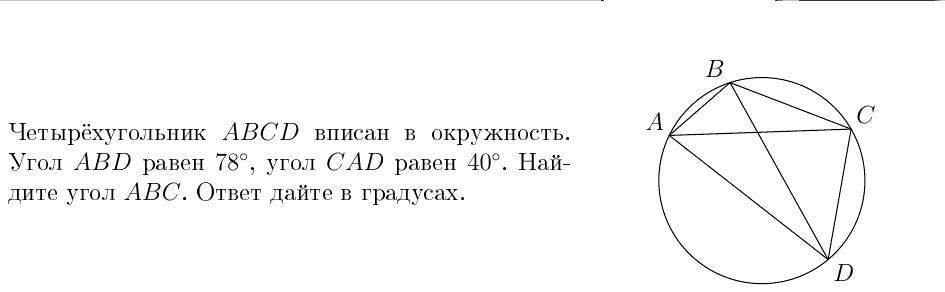 B
C
A
Четырёхугольник ABCD вписан в окружность.
Угол ABD равен 78°, угол CAD равен 40°. Най-
дите угол ABC. Ответ дайте в градусах.
D